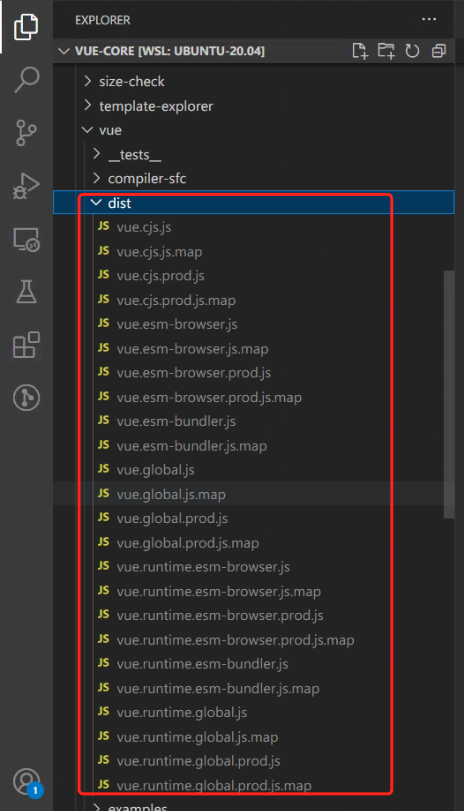 EXPLORER
VUE-CORE [WSL: UBUNTU-20.04]
size-check
template-explorer
vue
__tests__
compiler-sfc
dist
JS vue.cjs.js
JS vue.cjs.js.map
JS vue.cjs.prod.js
JS vue.cjs.prod.js.map
JS vue.esm-browser.js
JS vue.esm-browser.js.map
JS vue.esm-browser.prod.js
JS vue.esm-browser.prod.js.map
JS vue.esm-bundler.js
JS vue.esm-bundler.js.map
JS vue.global.js
JS vue.global.js.map
JS vue.global.prod.js
JS vue.global.prod.js.map
JS vue.runtime.esm-browser.js
JS vue.runtime.esm-browser.js.map
JS vue.runtime.esm-browser.prod.js
JS vue.runtime.esm-browser.prod.js.map
JS vue.runtime.esm-bundler.js
JS vue.runtime.esm-bundler.js.map
JS vue.runtime.global.js
JS vue.runtime.global.js.map
JS vue.runtime.global.prod.js
JS vue.runtime.global.prod.js.map
examples
1